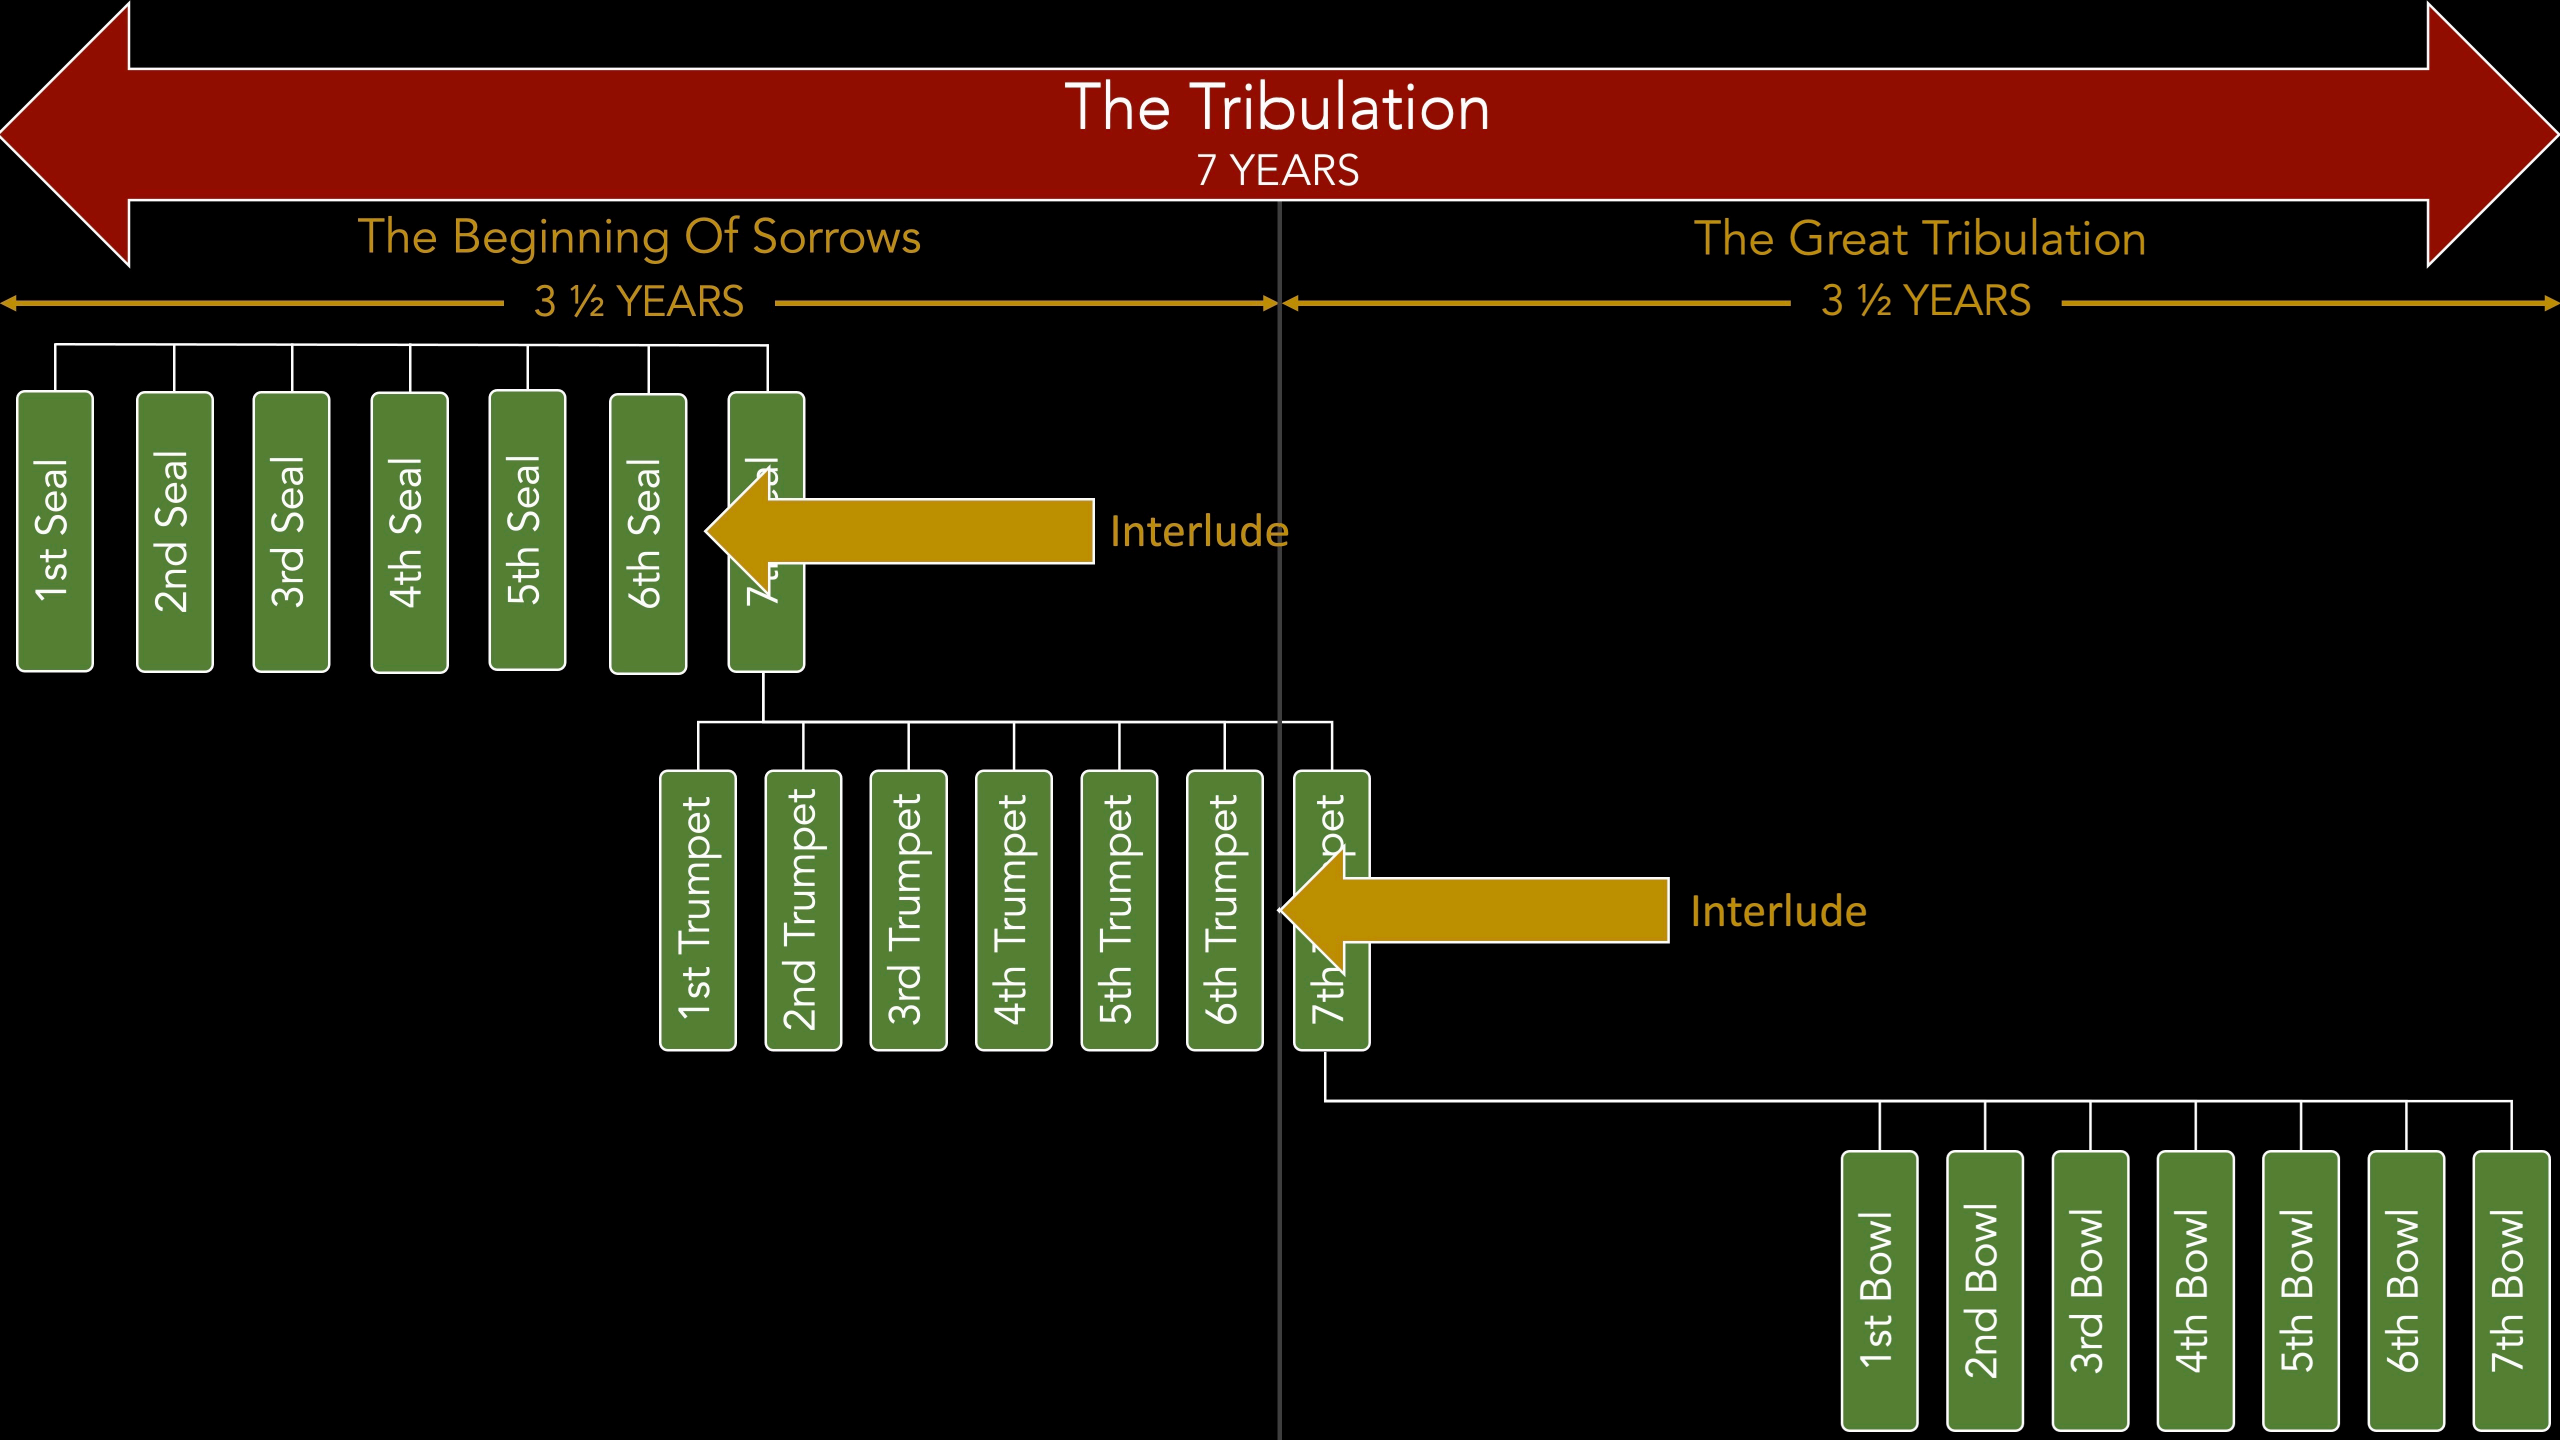 The Tribulation
7 YEARS
The Beginning Of Sorrows
The Great Tribulation
3 ½ YEARS
3 ½ YEARS
1st Seal
2nd Seal
3rd Seal
4th Seal
5th Seal
6th Seal
Interlude
1st Trumpet
2nd Trumpet
3rd Trumpet
4th Trumpet
5th Trumpet
6th Trumpet
7th
Interlude
1st Bowl
2nd Bowl
3rd Bowl
4th Bowl
5th Bowl
6th Bowl
7th Bowl